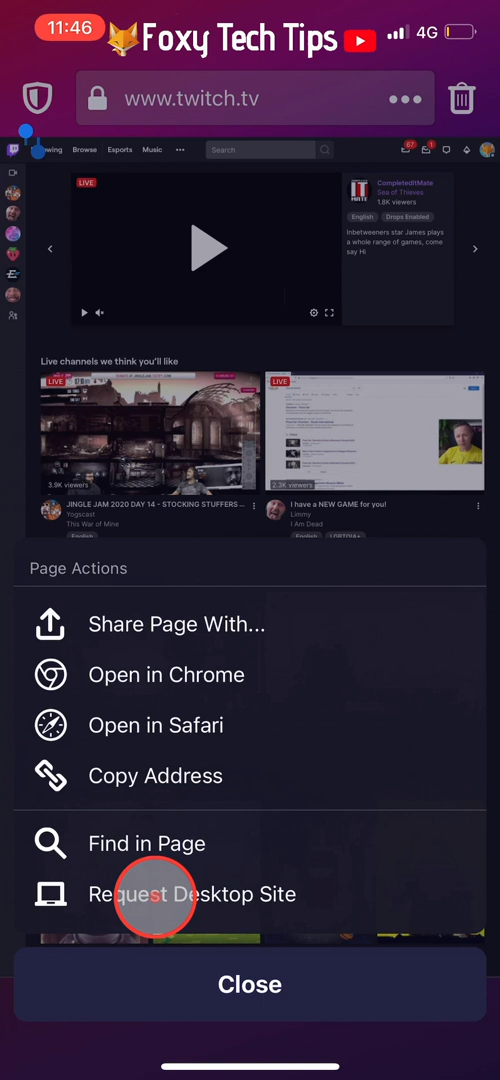 11:46
Foxy Tech Tips
4G
www.twitch.tv
Browse Esports Music
Search
67
1
LIVE
CompleteditMate
Sea of Thieves
1.8K viewers
English Drops Enabled
Inbetweeners star James plays
a whole range of games, come
say Hi
Live channels we think you'll like
LIVE
3.9K viewers
JINGLE JAM 2020 DAY 14 - STOCKING STUFFERS ...
Yogscast
This War of Mine
English
LIVE
2.3K viewers
I have a NEW GAME for you!
Limmy
I Am Dead
English LGBTQIA+
Page Actions
Share Page With...
Open in Chrome
Open in Safari
Copy Address
Find in Page
Request Desktop Site
Close